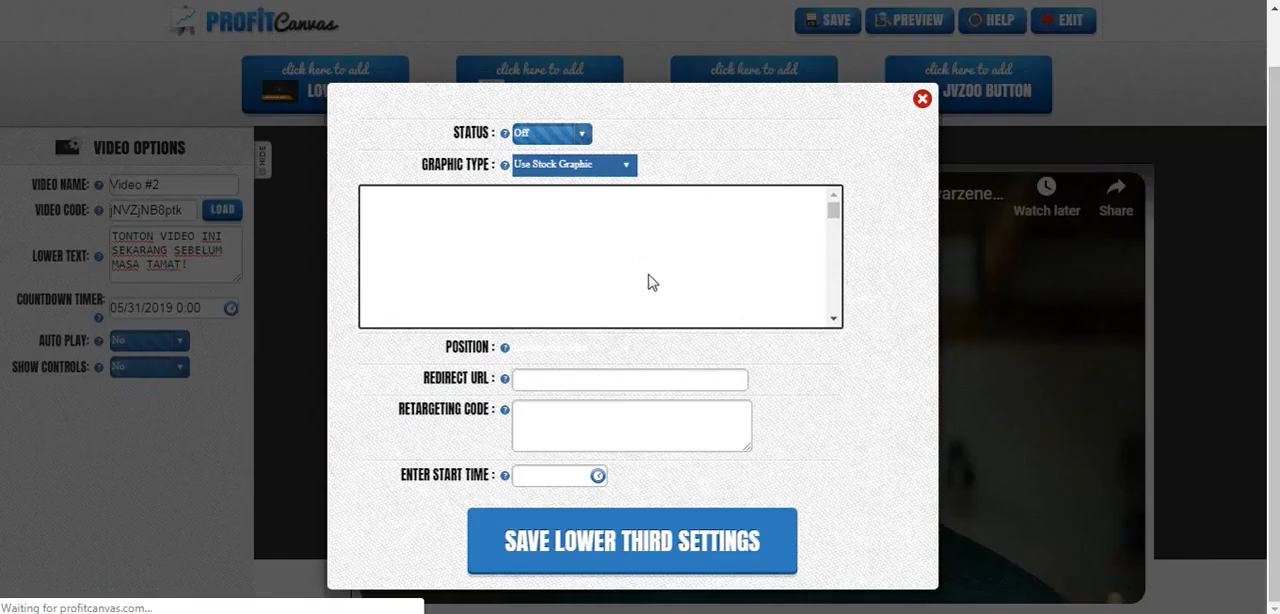 PROFITCanvas
SAVE
PREVIEW
HELP
EXIT
click here to add
click here to add
click here to add
click here to add
LO
JVZOO BUTTON
VIDEO OPTIONS
HIDE
VIDEO NAME: Video #2
VIDEO CODE: jNVZjNB8ptk LOAD
LOWER TEXT: TONTON VIDEO INI
SEKARANG SEBELUM
MASA TAMAT!
COUNTDOWN TIMER: 05/31/2019 0:00
AUTO PLAY: No
SHOW CONTROLS: No
STATUS : Off
GRAPHIC TYPE : Use Stock Graphic
POSITION :
REDIRECT URL :
RETARGETING CODE :
ENTER START TIME :
SAVE LOWER THIRD SETTINGS
warzene...
Watch later
Share
Waiting for profitcanvas.com...